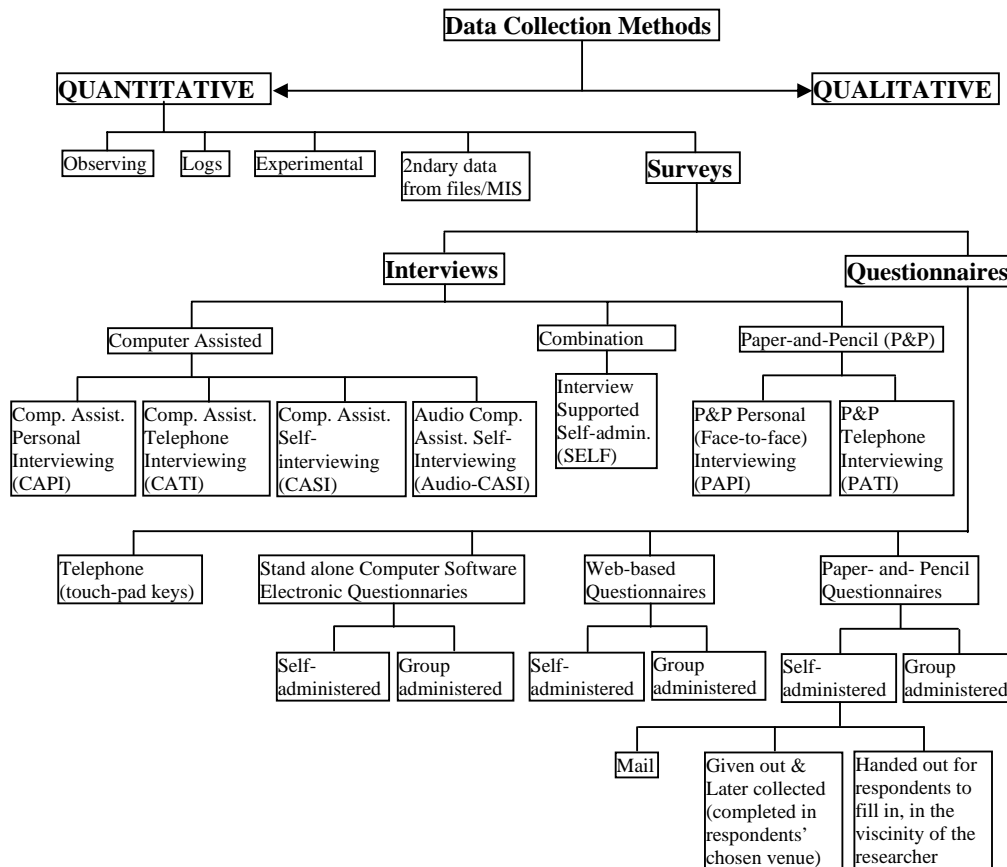 Data Collection Methods
QUANTITATIVE
QUALITATIVE
Observing
Logs
Experimental
2ndary data
from files/MIS
Surveys
Interviews
Questionnaires
Computer Assisted
Combination
Paper-and-Pencil (P&P)
Comp. Assist.
Personal
Interviewing
(CAPI)
Comp. Assist.
Telephone
Interviewing
(CATI)
Comp. Assist.
Self-
interviewing
(CASI)
Audio Comp.
Assist. Self-
Interviewing
(Audio-CASI)
Interview
Supported
Self-admin.
(SELF)
P&P Personal
(Face-to-face)
Interviewing
(PAPI)
P&P
Telephone
Interviewing
(PATI)
Telephone
(touch-pad keys)
Stand alone Computer Software
Electronic Questionnaries
Web-based
Questionnaires
Paper- and- Pencil
Questionnaires
Self-
administered
Group
administered
Self-
administered
Group
administered
Self-
administered
Group
administered
Mail
Given out &
Later collected
(completed in
respondents’
chosen venue)
Handed out for
respondents to
fill in, in the
viscinity of the
researcher